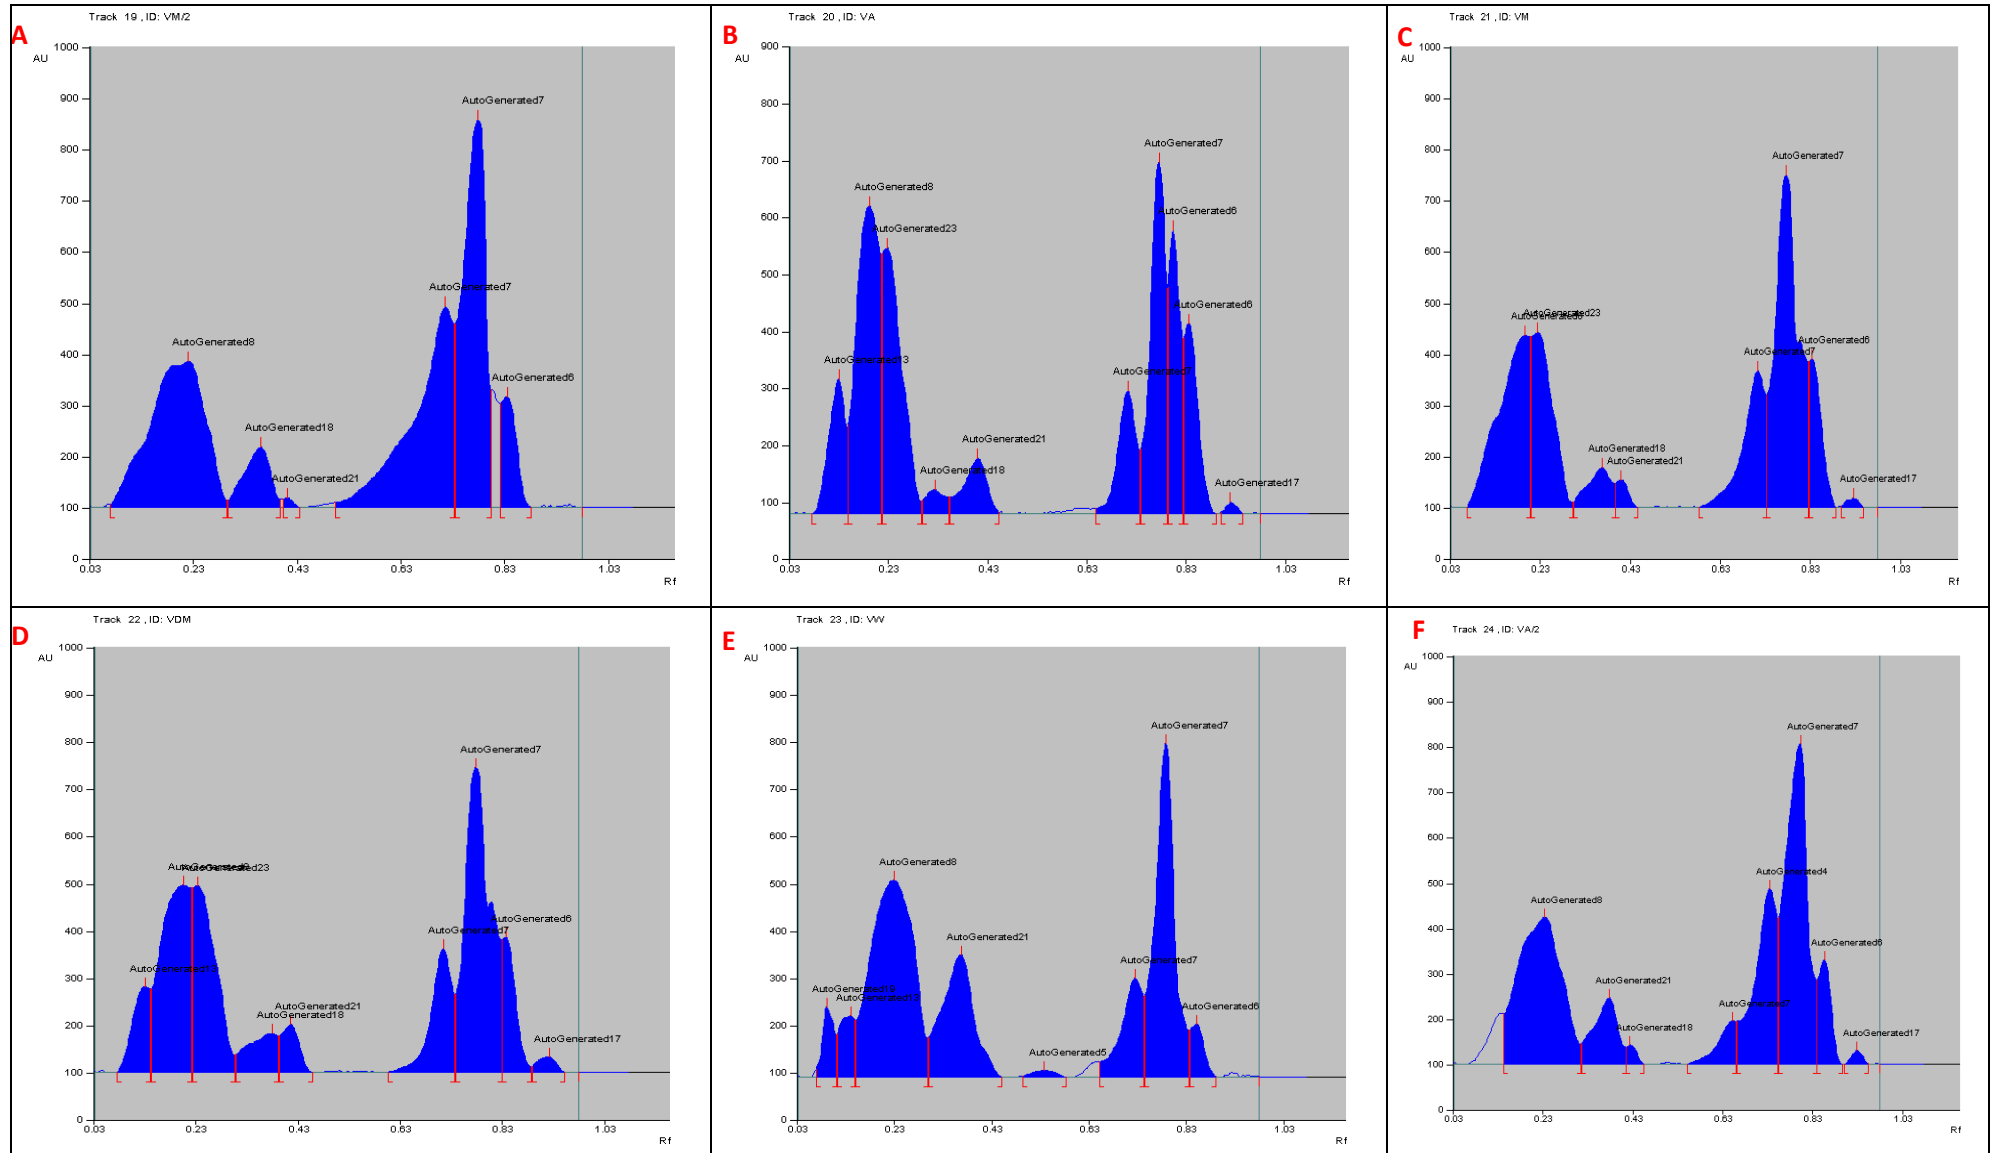 A
Track 19 , ID: VM/2
AU
1000
900
800
700
600
500
400
300
200
100
0
AutoGenerated7
AutoGenerated7
AutoGenerated8
AutoGenerated6
AutoGenerated18
AutoGenerated21
0.03 0.23 0.43 0.63 0.83 1.03
Rf
B
Track 20 , ID: VA
AU
900
800
700
600
500
400
300
200
100
0
AutoGenerated7
AutoGenerated8
AutoGenerated6
AutoGenerated23
AutoGenerated6
AutoGenerated13
AutoGenerated21
AutoGenerated18
AutoGenerated17
0.03 0.23 0.43 0.63 0.83 1.03
Rf
C
Track 21 , ID: VM
AU
1000
900
800
700
600
500
400
300
200
100
0
AutoGenerated7
AutoGenerated6
AutoGenerated7
AutoGenerated18
AutoGenerated21
AutoGenerated17
0.03 0.23 0.43 0.63 0.83 1.03
Rf
D
Track 22 , ID: VDM
AU
1000
900
800
700
600
500
400
300
200
100
0
AutoGenerated7
AutoGenerated6
AutoGenerated7
AutoGenerated21
AutoGenerated18
AutoGenerated17
0.03 0.23 0.43 0.63 0.83 1.03
Rf
E
Track 23 , ID: VW
AU
1000
900
800
700
600
500
400
300
200
100
0
AutoGenerated7
AutoGenerated8
AutoGenerated21
AutoGenerated7
AutoGenerated6
AutoGenerated5
0.03 0.23 0.43 0.63 0.83 1.03
Rf
F
Track 24 , ID: VA/2
AU
1000
900
800
700
600
500
400
300
200
100
0
AutoGenerated7
AutoGenerated4
AutoGenerated8
AutoGenerated6
AutoGenerated21
AutoGenerated7
AutoGenerated18
AutoGenerated17
0.03 0.23 0.43 0.63 0.83 1.03
Rf